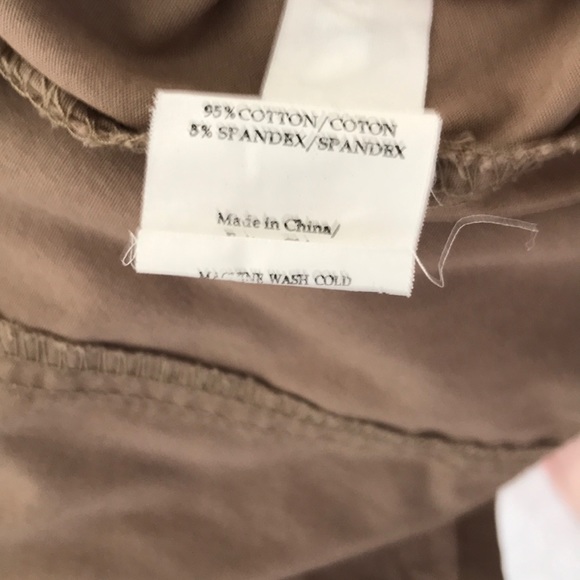 95% COTTON/COTON
5% SPANDEX/SPANDEX
Made in China/
WASH COLD